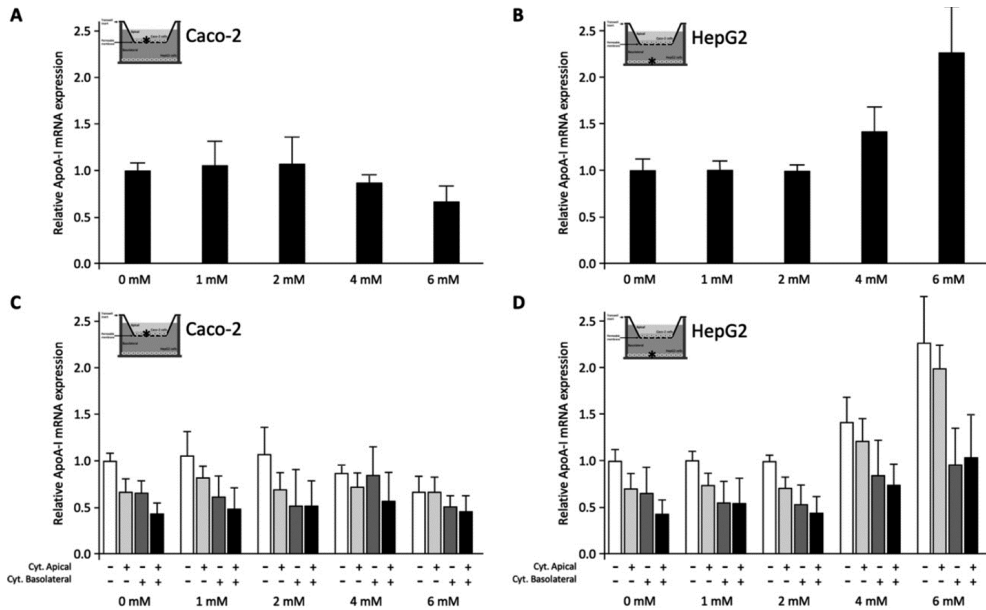 A
Caco-2
Relative ApoA-I mRNA expression
2.5
2.0
1.5
1.0
0.5
0.0
0 mM 1 mM 2 mM 4 mM 6 mM
B
HepG2
Relative ApoA-I mRNA expression
2.5
2.0
1.5
1.0
0.5
0.0
0 mM 1 mM 2 mM 4 mM 6 mM
C
Caco-2
Relative ApoA-I mRNA expression
2.5
2.0
1.5
1.0
0.5
0.0
Cyt. Apical - + - + - + - + - + - + - + - + - + - +
Cyt. Basolateral - - + + - - + + - - + + - - + + - - + +
0 mM 1 mM 2 mM 4 mM 6 mM
D
HepG2
Relative ApoA-I mRNA expression
2.5
2.0
1.5
1.0
0.5
0.0
- + - + - + - + - + - + - + - + - + - +
- - + + - - + + - - + + - - + + - - + +
0 mM 1 mM 2 mM 4 mM 6 mM